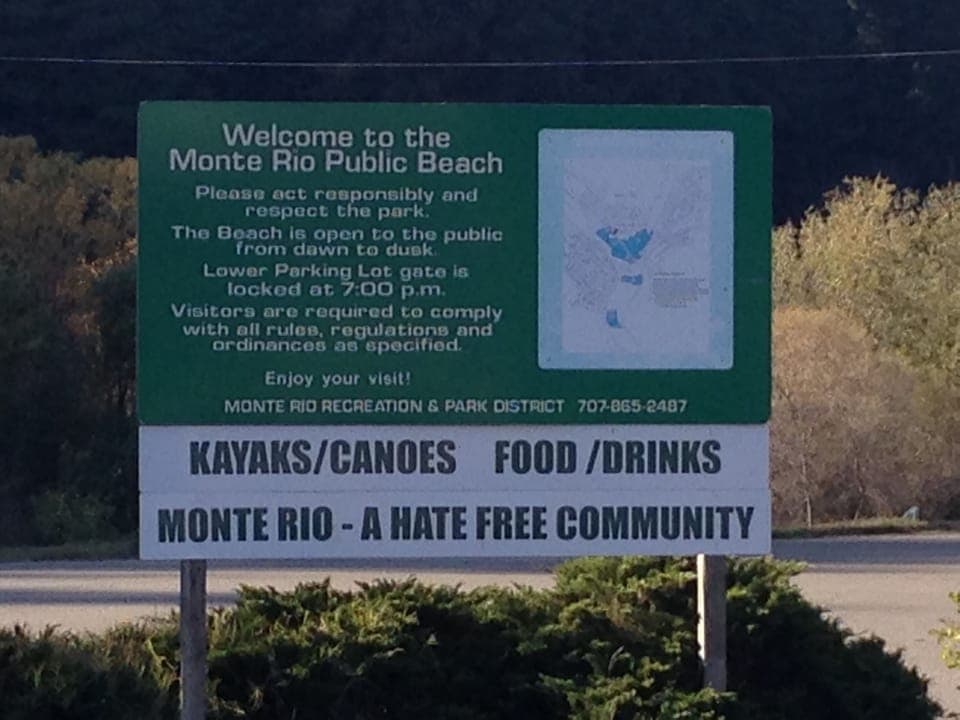 Welcome to the
Monte Rio Public Beach
Please act responsibly and
respect the park.
The Beach is open to the public
from dawn to dusk.
Lower Parking Lot gate is
locked at 7:00 p.m.
Visitors are required to comply
with all rules, regulations and
ordinances as specified.
Enjoy your visit!
MONTE RIO RECREATION & PARK DISTRICT 707-865-2487
KAYAKS/CANOES FOOD /DRINKS
MONTE RIO - A HATE FREE COMMUNITY